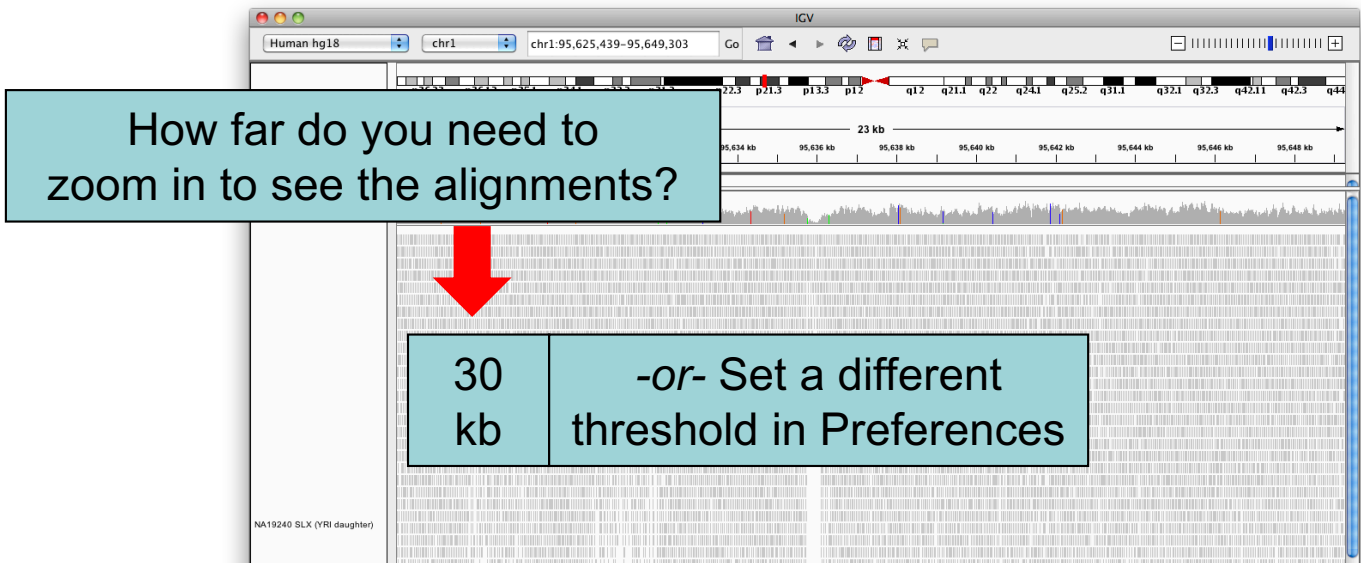 IGV
Human hg18 chr1 chr1:95,625,439-95,649,303 Go
p22.3 p21.3 p13.3 p12 q12 q21.1 q22 q24.1 q25.2 q31.1 q32.1 q32.3 q42.11 q42.3 q44
How far do you need to
zoom in to see the alignments?
23 kb
95,634 kb 95,636 kb 95,638 kb 95,640 kb 95,642 kb 95,644 kb 95,646 kb 95,648 kb
30
kb
-or- Set a different
threshold in Preferences
NA19240 SLX (YRI daughter)